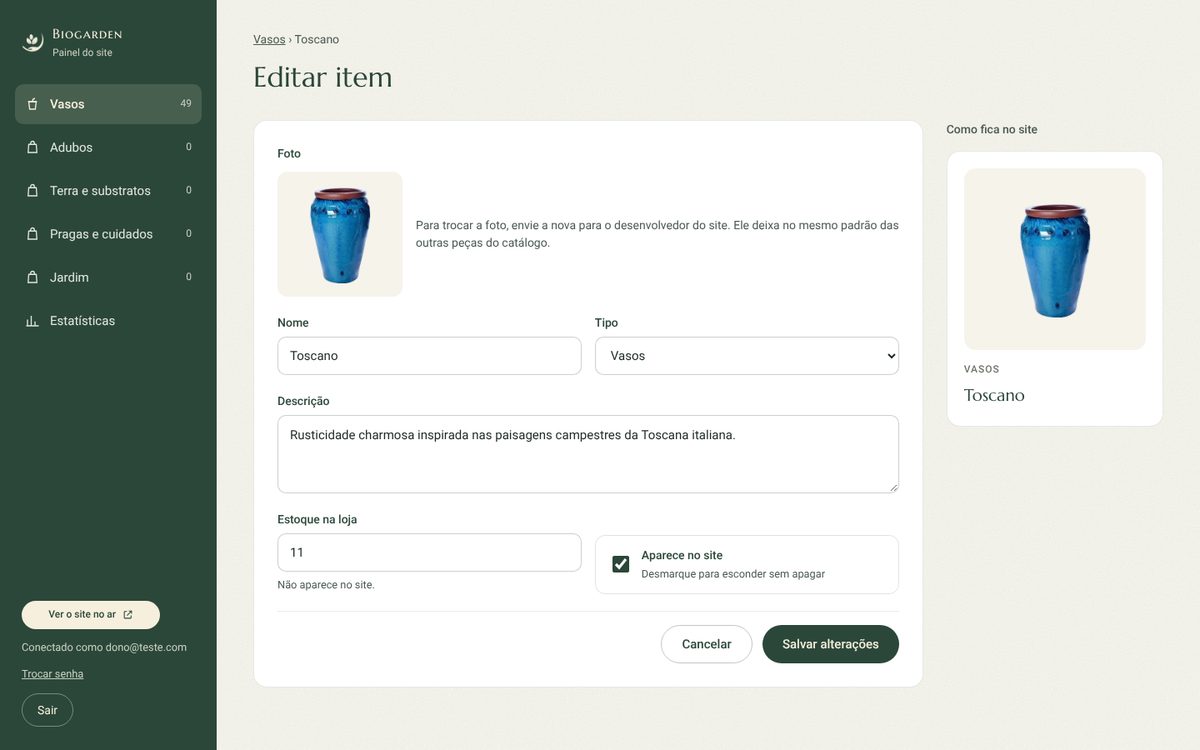 Biogarden
Painel do site
Vasos 49
Adubos 0
Terra e substratos 0
Pragas e cuidados 0
Jardim 0
Estatísticas
Ver o site no ar
Conectado como dono@teste.com
Trocar senha
Sair
Vasos › Toscano
Editar item
Foto
Para trocar a foto, envie a nova para o desenvolvedor do site. Ele deixa no mesmo padrão das
outras peças do catálogo.
Nome
Toscano
Tipo
Vasos
Descrição
Rusticidade charmosa inspirada nas paisagens campestres da Toscana italiana.
Estoque na loja
11
Não aparece no site.
Aparece no site
Desmarque para esconder sem apagar
Cancelar
Salvar alterações
Como fica no site
VASOS
Toscano